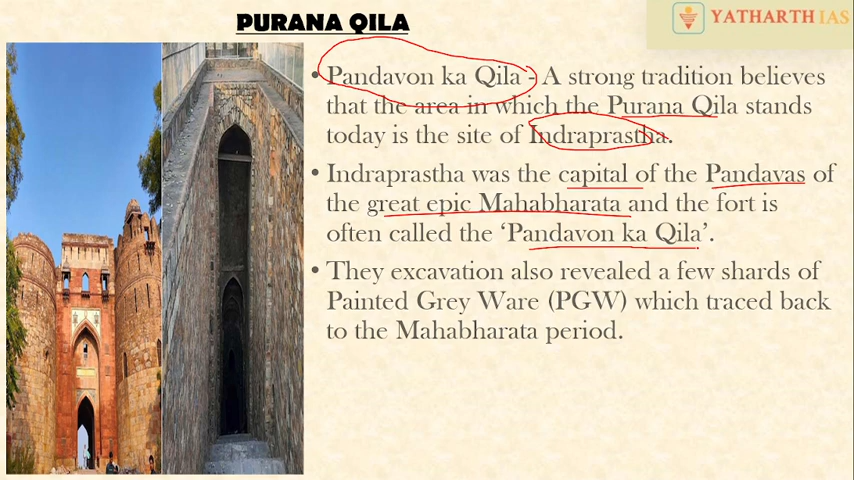 PURANA QILA
YATHARTH IAS
• Pandavon ka Qila - A strong tradition believes
that the area in which the Purana Qila stands
today is the site of Indraprastha.
• Indraprastha was the capital of the Pandavas of
the great epic Mahabharata and the fort is
often called the ‘Pandavon ka Qila’.
• They excavation also revealed a few shards of
Painted Grey Ware (PGW) which traced back
to the Mahabharata period.